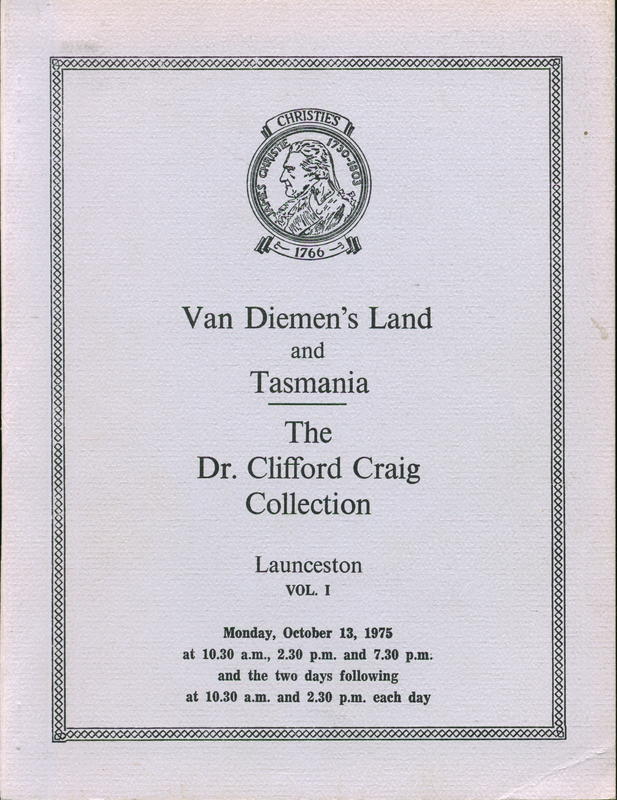 CHRISTIE'S
JAMES CHRISTIE 1730-1803
1766
Van Diemen's Land
and
Tasmania
The
Dr. Clifford Craig
Collection
Launceston
VOL. I
Monday, October 13, 1975
at 10.30 a.m., 2.30 p.m. and 7.30 p.m.
and the two days following
at 10.30 a.m. and 2.30 p.m. each day